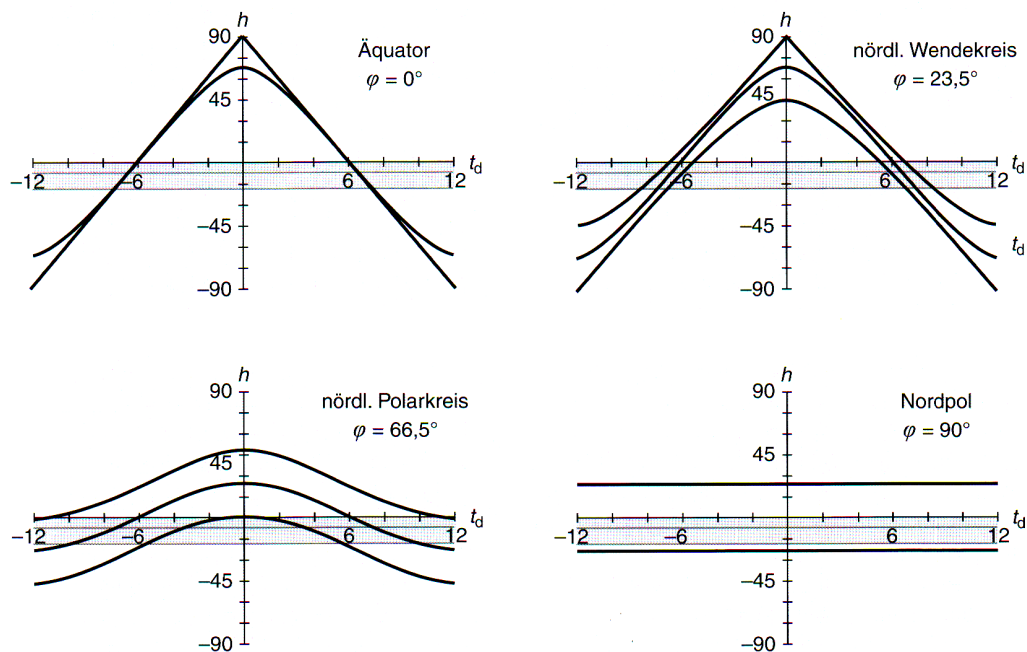 h
90
Äquator
φ = 0°
45
-12
-6
6
12
t_d
-45
-90
h
90
nördl. Wendekreis
φ = 23,5°
45
-12
-6
6
12
t_d
-45
t_d
-90
h
90
nördl. Polarkreis
φ = 66,5°
45
-12
-6
6
12
t_d
-45
-90
h
90
Nordpol
φ = 90°
45
-12
-6
6
12
t_d
-45
-90